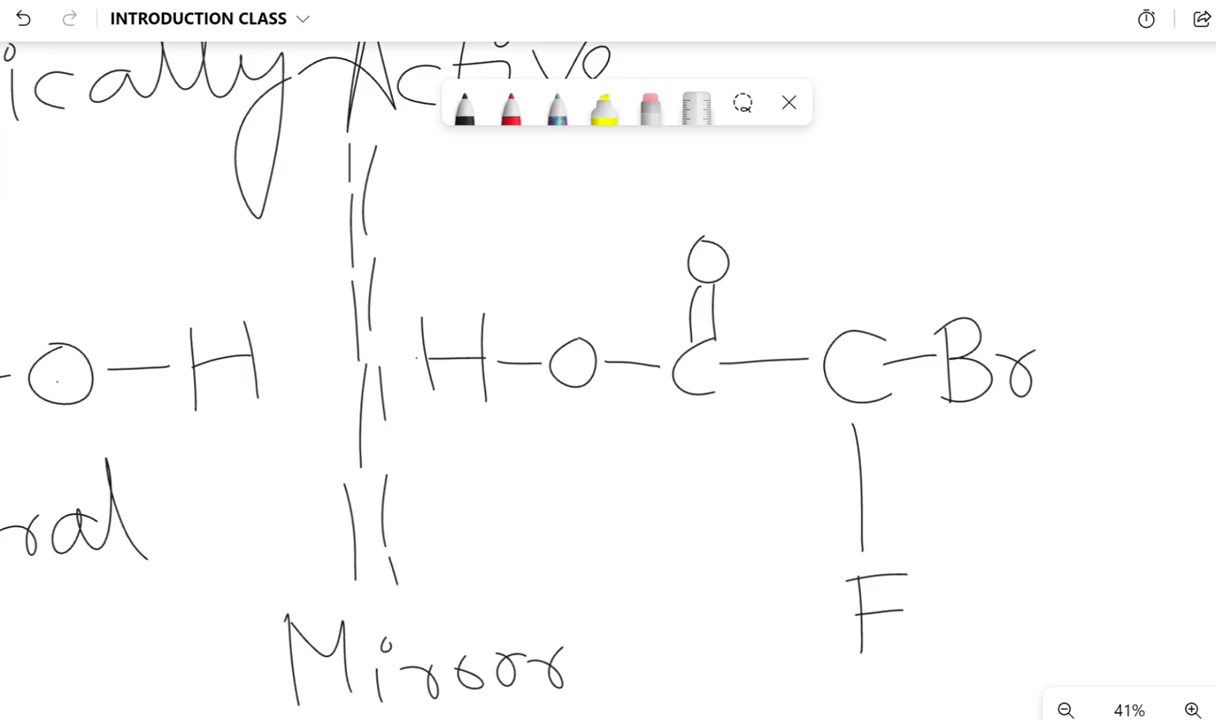 INTRODUCTION CLASS
ically Active
O
O—H H—O—C—C—Br
ral
F
Mirror
41%